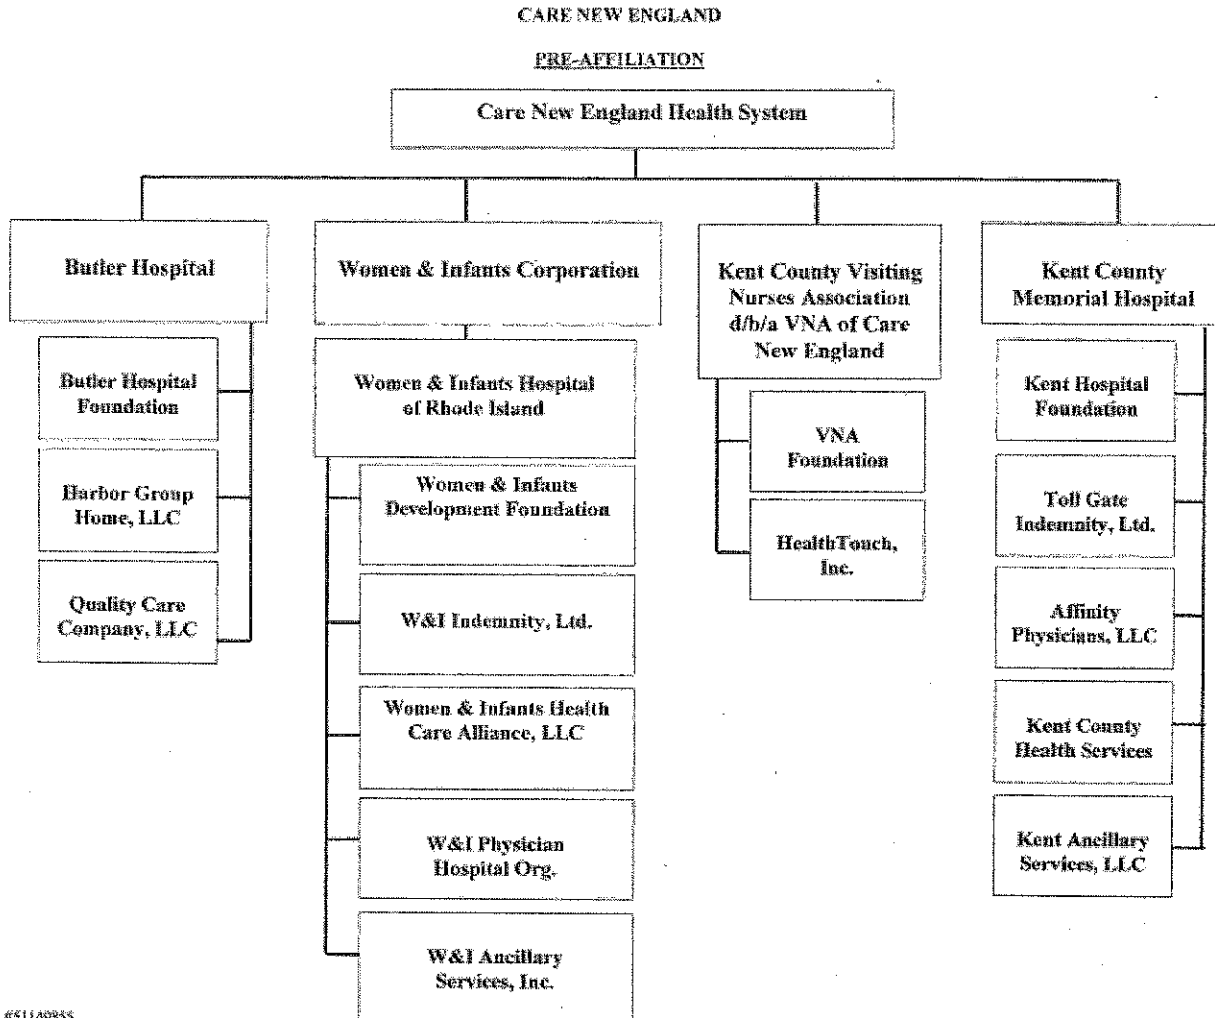 CARE NEW ENGLAND
PRE-AFFILIATION
Care New England Health System
Butler Hospital
Butler Hospital
Foundation
Harbor Group
Home, LLC
Quality Care
Company, LLC
Women & Infants Corporation
Women & Infants Hospital
of Rhode Island
Women & Infants
Development Foundation
W&I Indemnity, Ltd.
Women & Infants Health
Care Alliance, LLC
W&I Physician
Hospital Org.
W&I Ancillary
Services, Inc.
Kent County Visiting
Nurses Association
d/b/a VNA of Care
New England
VNA
Foundation
HealthTouch,
Inc.
Kent County
Memorial Hospital
Kent Hospital
Foundation
Toll Gate
Indemnity, Ltd.
Affinity
Physicians, LLC
Kent County
Health Services
Kent Ancillary
Services, LLC